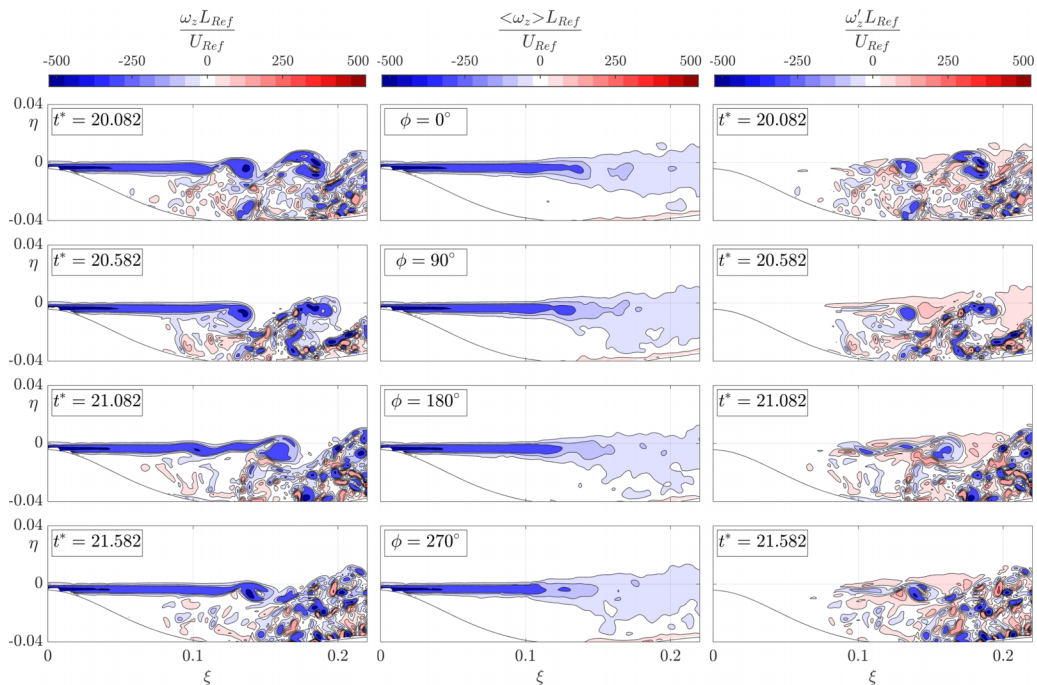 ω_z L_Ref / U_Ref <ω_z> L_Ref / U_Ref ω′_z L_Ref / U_Ref
-500 -250 0 250 500 -500 -250 0 250 500 -500 -250 0 250 500
0.04
η
0
-0.04
t* = 20.082 ϕ = 0° t* = 20.082
0.04
η
0
-0.04
t* = 20.582 ϕ = 90° t* = 20.582
0.04
η
0
-0.04
t* = 21.082 ϕ = 180° t* = 21.082
0.04
η
0
-0.04
t* = 21.582 ϕ = 270° t* = 21.582
0 0.1 0.2 0 0.1 0.2 0 0.1 0.2
ξ ξ ξ